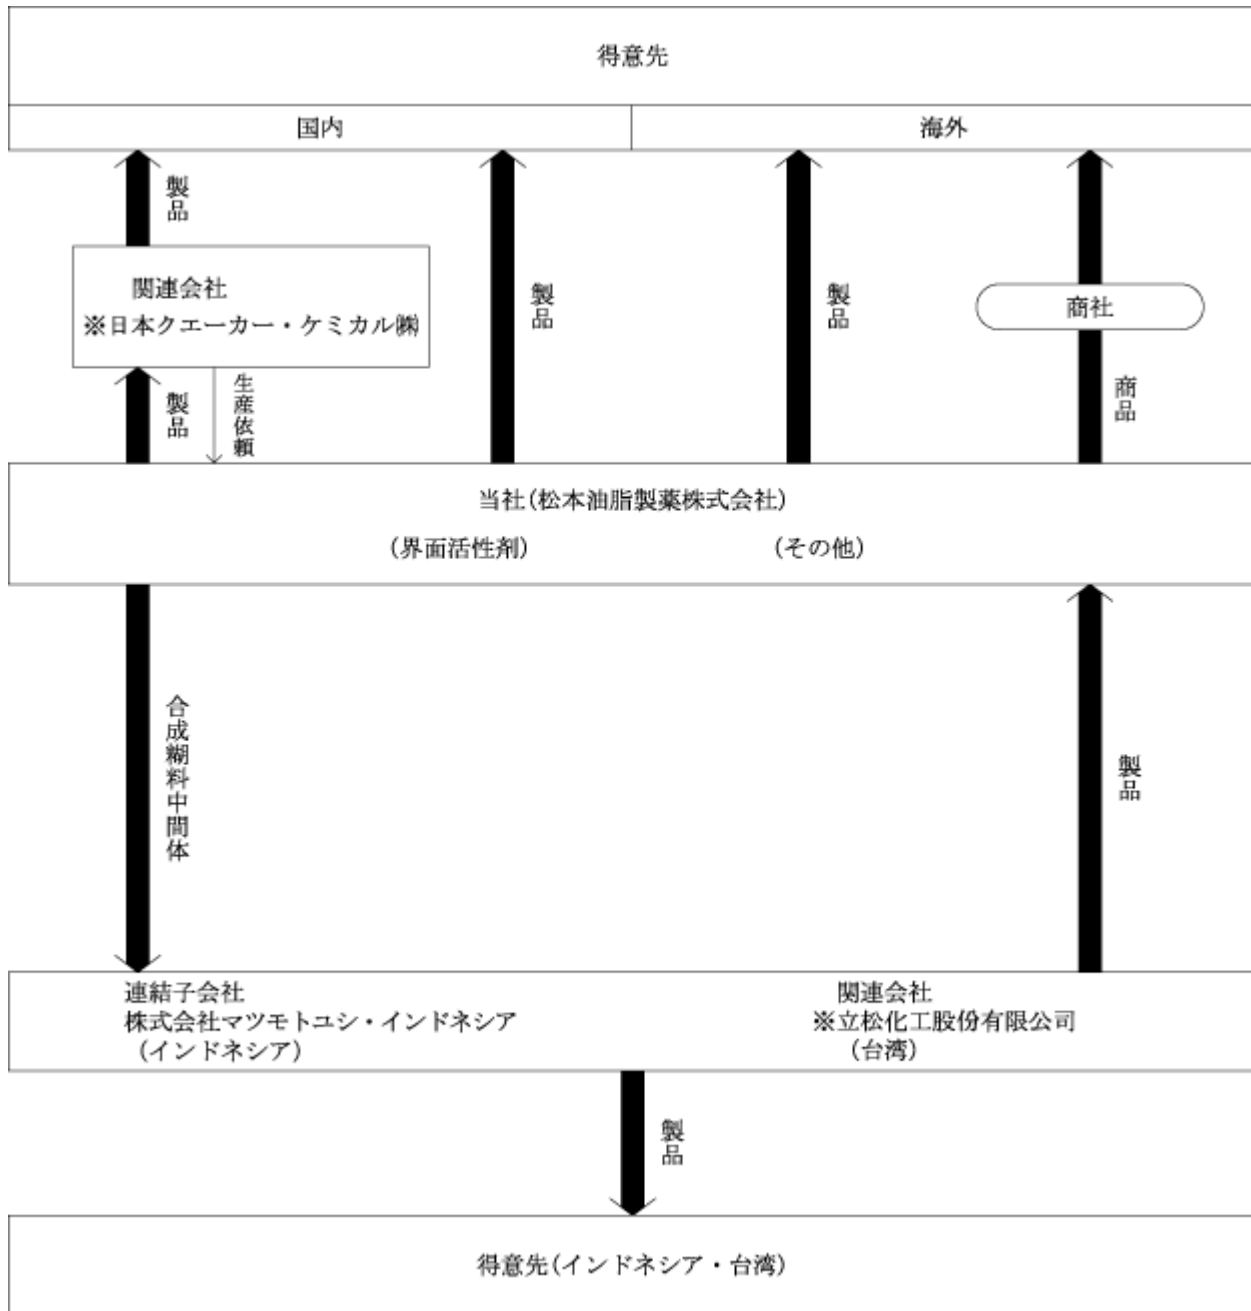 得意先
国内
海外
製品
関連会社
※日本クエーカー・ケミカル㈱
製品
製品
商社
製品
生産依頼
商品
当社(松本油脂製薬株式会社)
(界面活性剤)
(その他)
合成糊料中間体
製品
連結子会社
株式会社マツモトユシ・インドネシア
(インドネシア)
関連会社
※立松化工股份有限公司
(台湾)
製品
得意先(インドネシア・台湾)